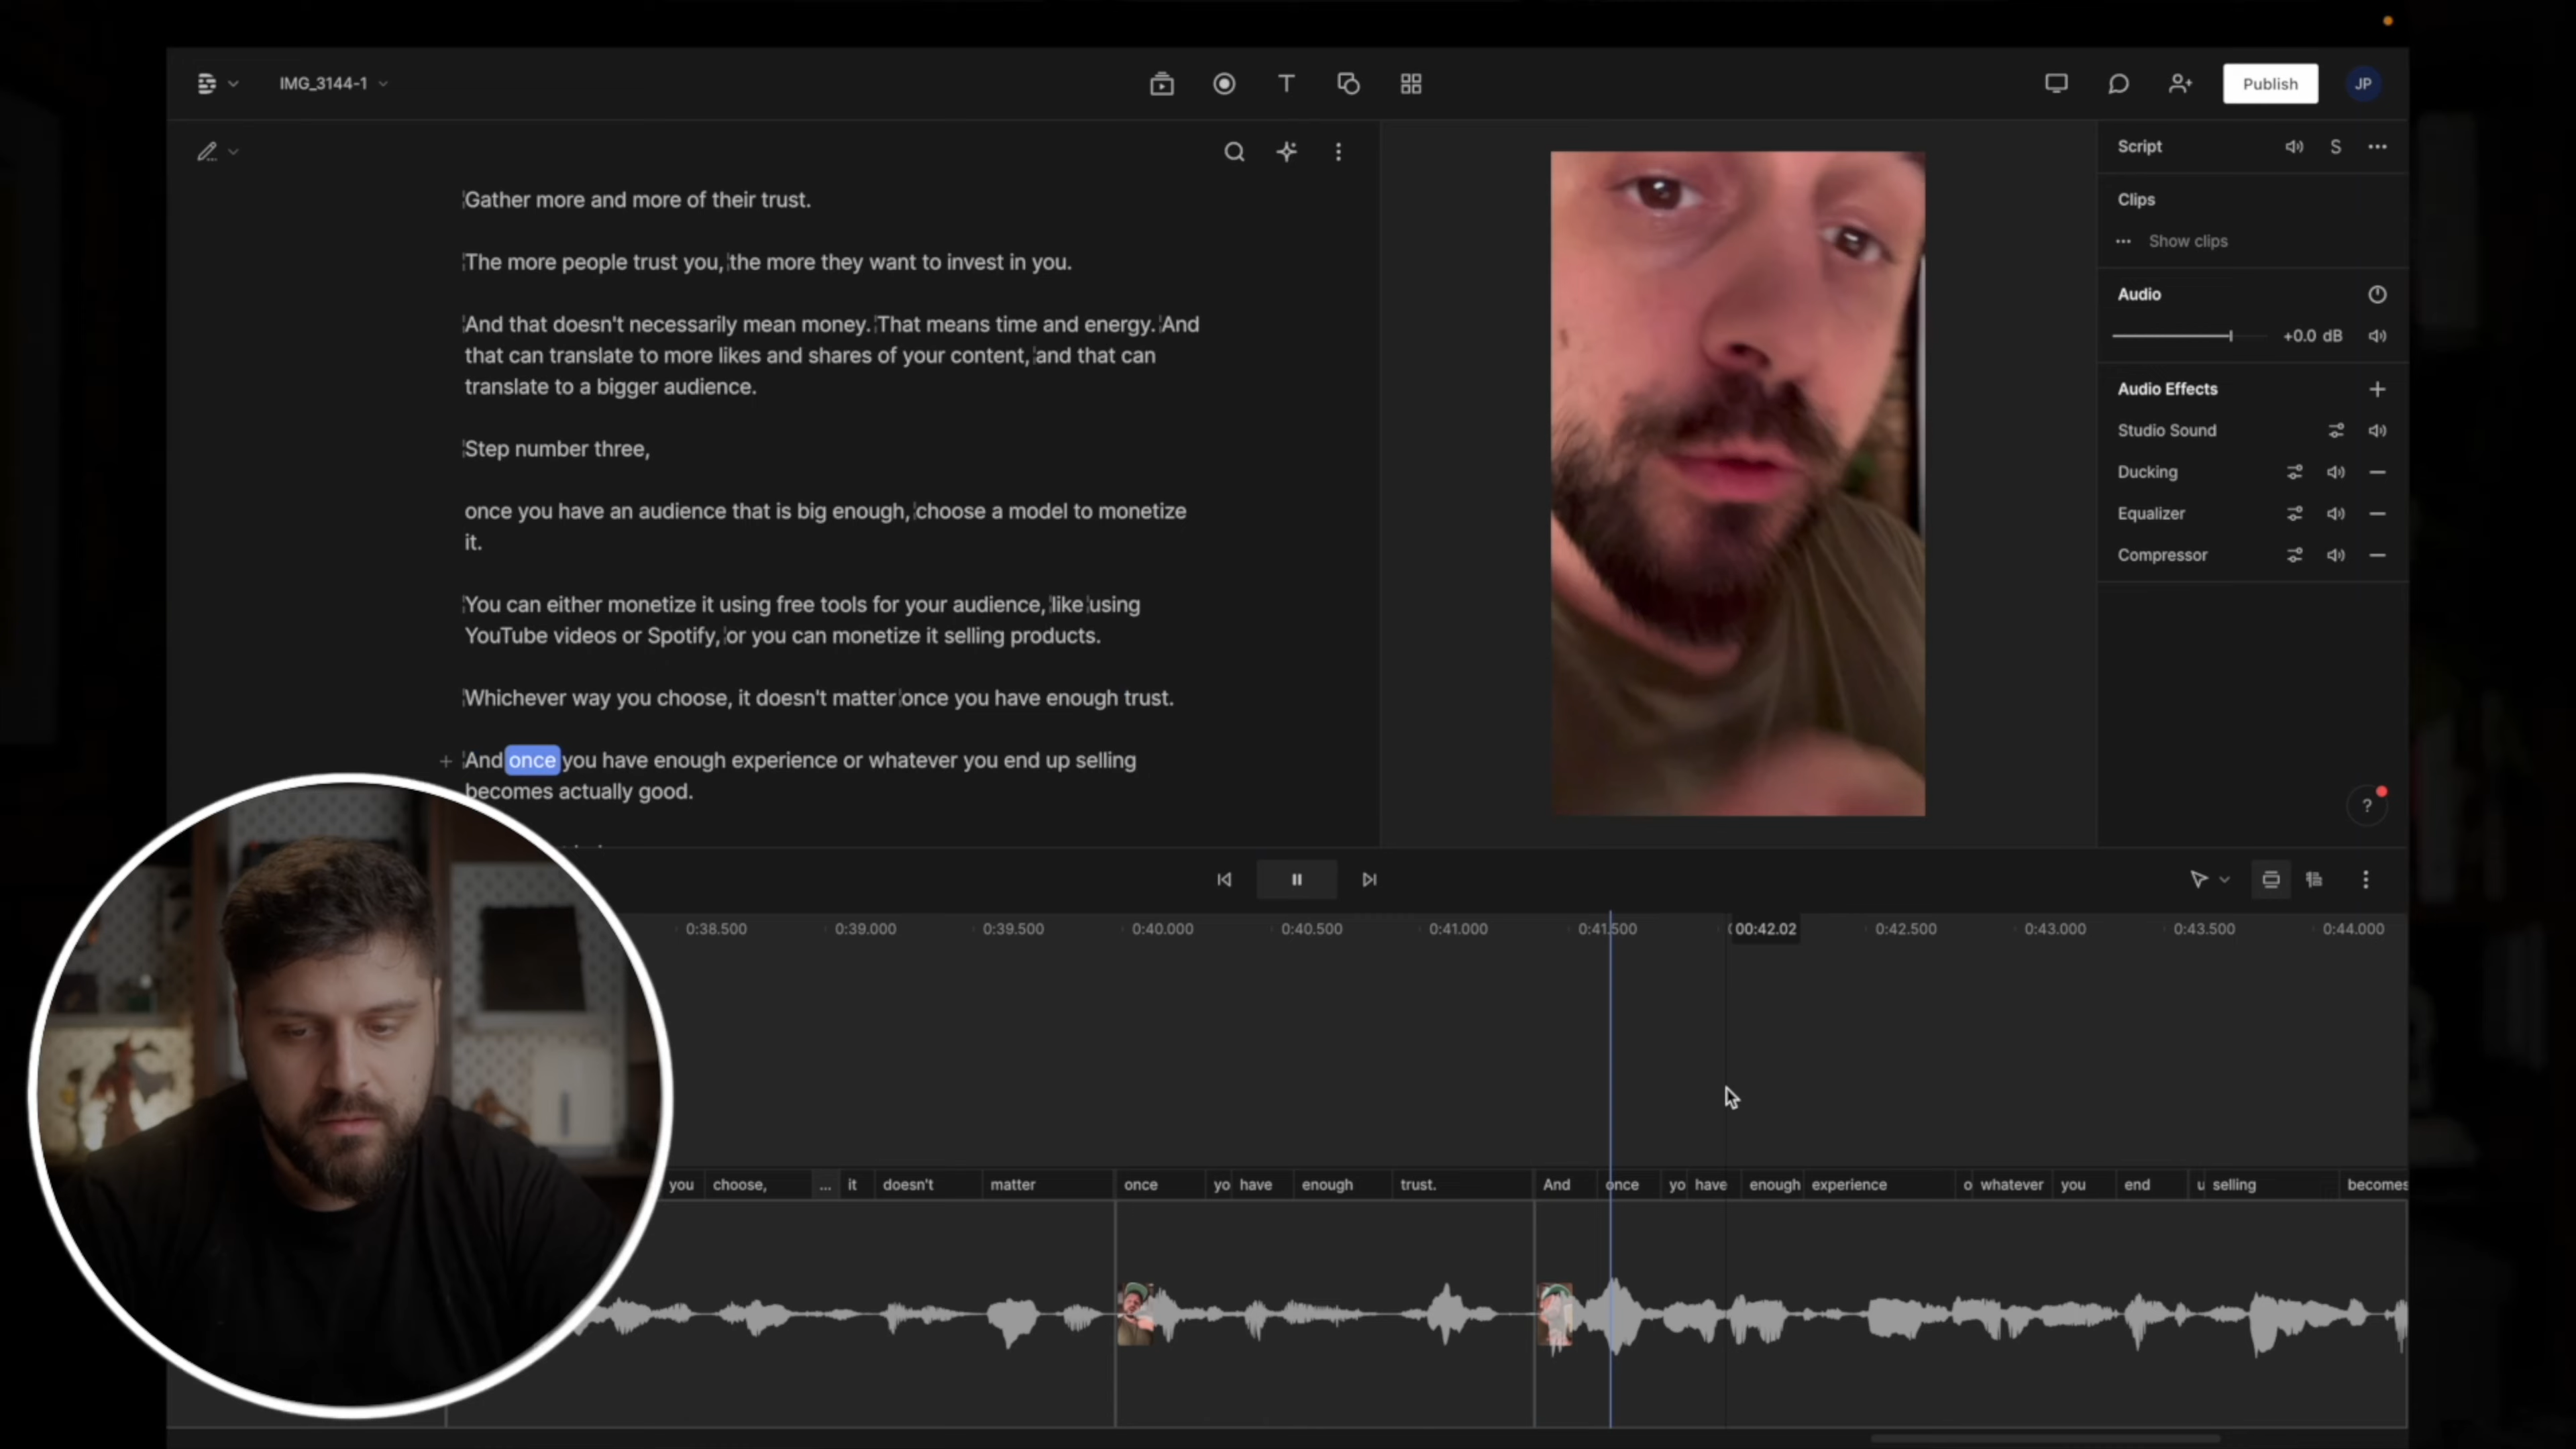 IMG_3144-1
T
Publish
JP
Gather more and more of their trust.
The more people trust you, the more they want to invest in you.
And that doesn't necessarily mean money. That means time and energy. And
that can translate to more likes and shares of your content, and that can
translate to a bigger audience.
Step number three,
once you have an audience that is big enough, choose a model to monetize
it.
You can either monetize it using free tools for your audience, like using
YouTube videos or Spotify, or you can monetize it selling products.
Whichever way you choose, it doesn't matter once you have enough trust.
And once you have enough experience or whatever you end up selling
becomes actually good.
Script S
Clips
Show clips
Audio
+0.0 dB
Audio Effects
Studio Sound
Ducking
Equalizer
Compressor
?
0:38.500 0:39.000 0:39.500 0:40.000 0:40.500 0:41.000 0:41.500 00:42.02 0:42.500 0:43.000 0:43.500 0:44.000
you choose, ... it doesn't matter once yo have enough trust. And once yo have enough experience o whatever you end u selling becomes